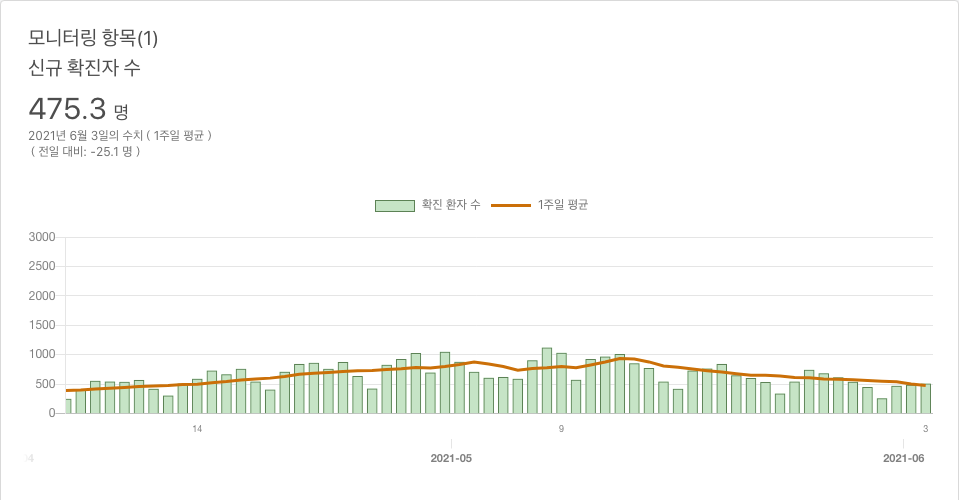 모니터링 항목(1)
신규 확진자 수
475.3 명
2021년 6월 3일의 수치 ( 1주일 평균 )
( 전일 대비: -25.1 명 )
확진 환자 수 1주일 평균
3000
2500
2000
1500
1000
500
0
14 9 3
2021-05 2021-06